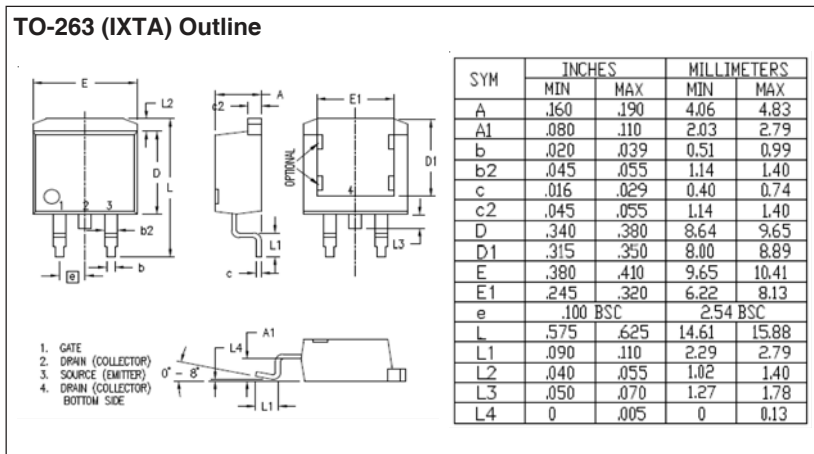 TO-263 (IXTA) Outline
E
L2
D
L
1 2 3
b2
b
e
A
c2
L1
c
E1
OPTIONAL
4
D1
L3
A1
L4
0° - 8°
L1
1. GATE
2. DRAIN (COLLECTOR)
3. SOURCE (EMITTER)
4. DRAIN (COLLECTOR)
BOTTOM SIDE
SYM INCHES MILLIMETERS
MIN MAX MIN MAX
A .160 .190 4.06 4.83
A1 .080 .110 2.03 2.79
b .020 .039 0.51 0.99
b2 .045 .055 1.14 1.40
c .016 .029 0.40 0.74
c2 .045 .055 1.14 1.40
D .340 .380 8.64 9.65
D1 .315 .350 8.00 8.89
E .380 .410 9.65 10.41
E1 .245 .320 6.22 8.13
e .100 BSC 2.54 BSC
L .575 .625 14.61 15.88
L1 .090 .110 2.29 2.79
L2 .040 .055 1.02 1.40
L3 .050 .070 1.27 1.78
L4 0 .005 0 0.13